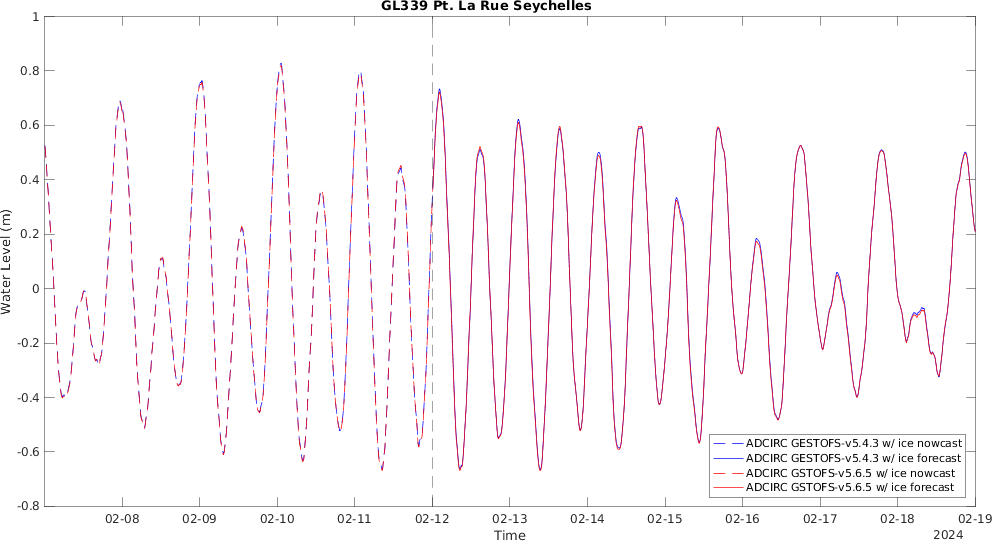 GL339 Pt. La Rue Seychelles
1
0.8
0.6
0.4
0.2
0
-0.2
-0.4
-0.6
-0.8
Water Level (m)
ADCIRC GESTOFS-v5.4.3 w/ ice nowcast
ADCIRC GESTOFS-v5.4.3 w/ ice forecast
ADCIRC GSTOFS-v5.6.5 w/ ice nowcast
ADCIRC GSTOFS-v5.6.5 w/ ice forecast
02-08 02-09 02-10 02-11 02-12 02-13 02-14 02-15 02-16 02-17 02-18 02-19
Time
2024